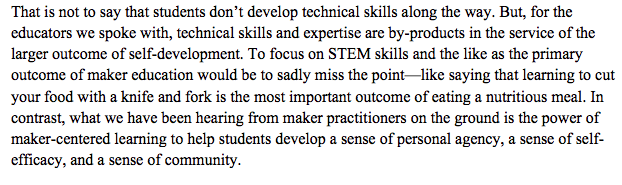 That is not to say that students don’t develop technical skills along the way. But, for the
educators we spoke with, technical skills and expertise are by-products in the service of the
larger outcome of self-development. To focus on STEM skills and the like as the primary
outcome of maker education would be to sadly miss the point—like saying that learning to cut
your food with a knife and fork is the most important outcome of eating a nutritious meal. In
contrast, what we have been hearing from maker practitioners on the ground is the power of
maker-centered learning to help students develop a sense of personal agency, a sense of self-
efficacy, and a sense of community.